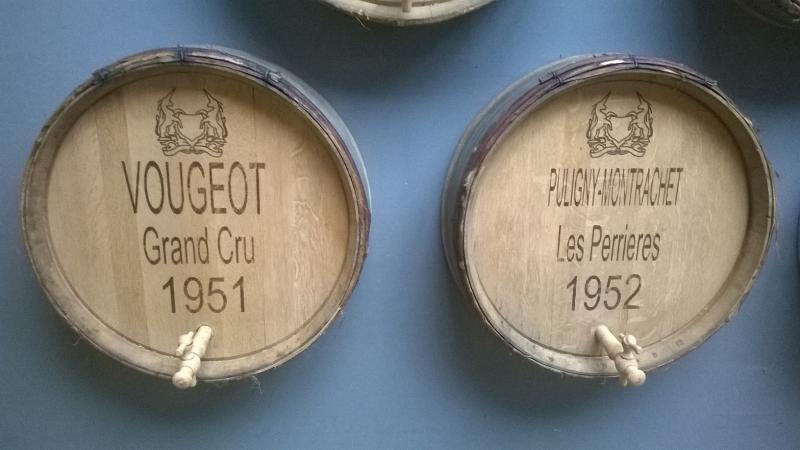 VOUGEOT
Grand Cru
1951
PULIGNY-MONTRACHET
Les Perrieres
1952